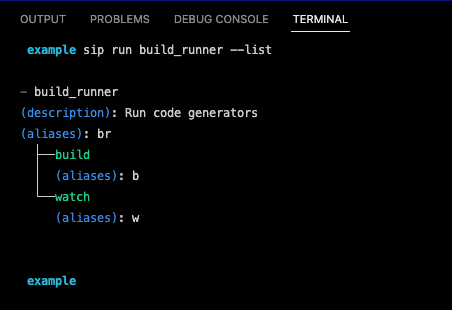 OUTPUT PROBLEMS DEBUG CONSOLE TERMINAL
example sip run build_runner --list
- build_runner
(description): Run code generators
(aliases): br
build
(aliases): b
watch
(aliases): w
example